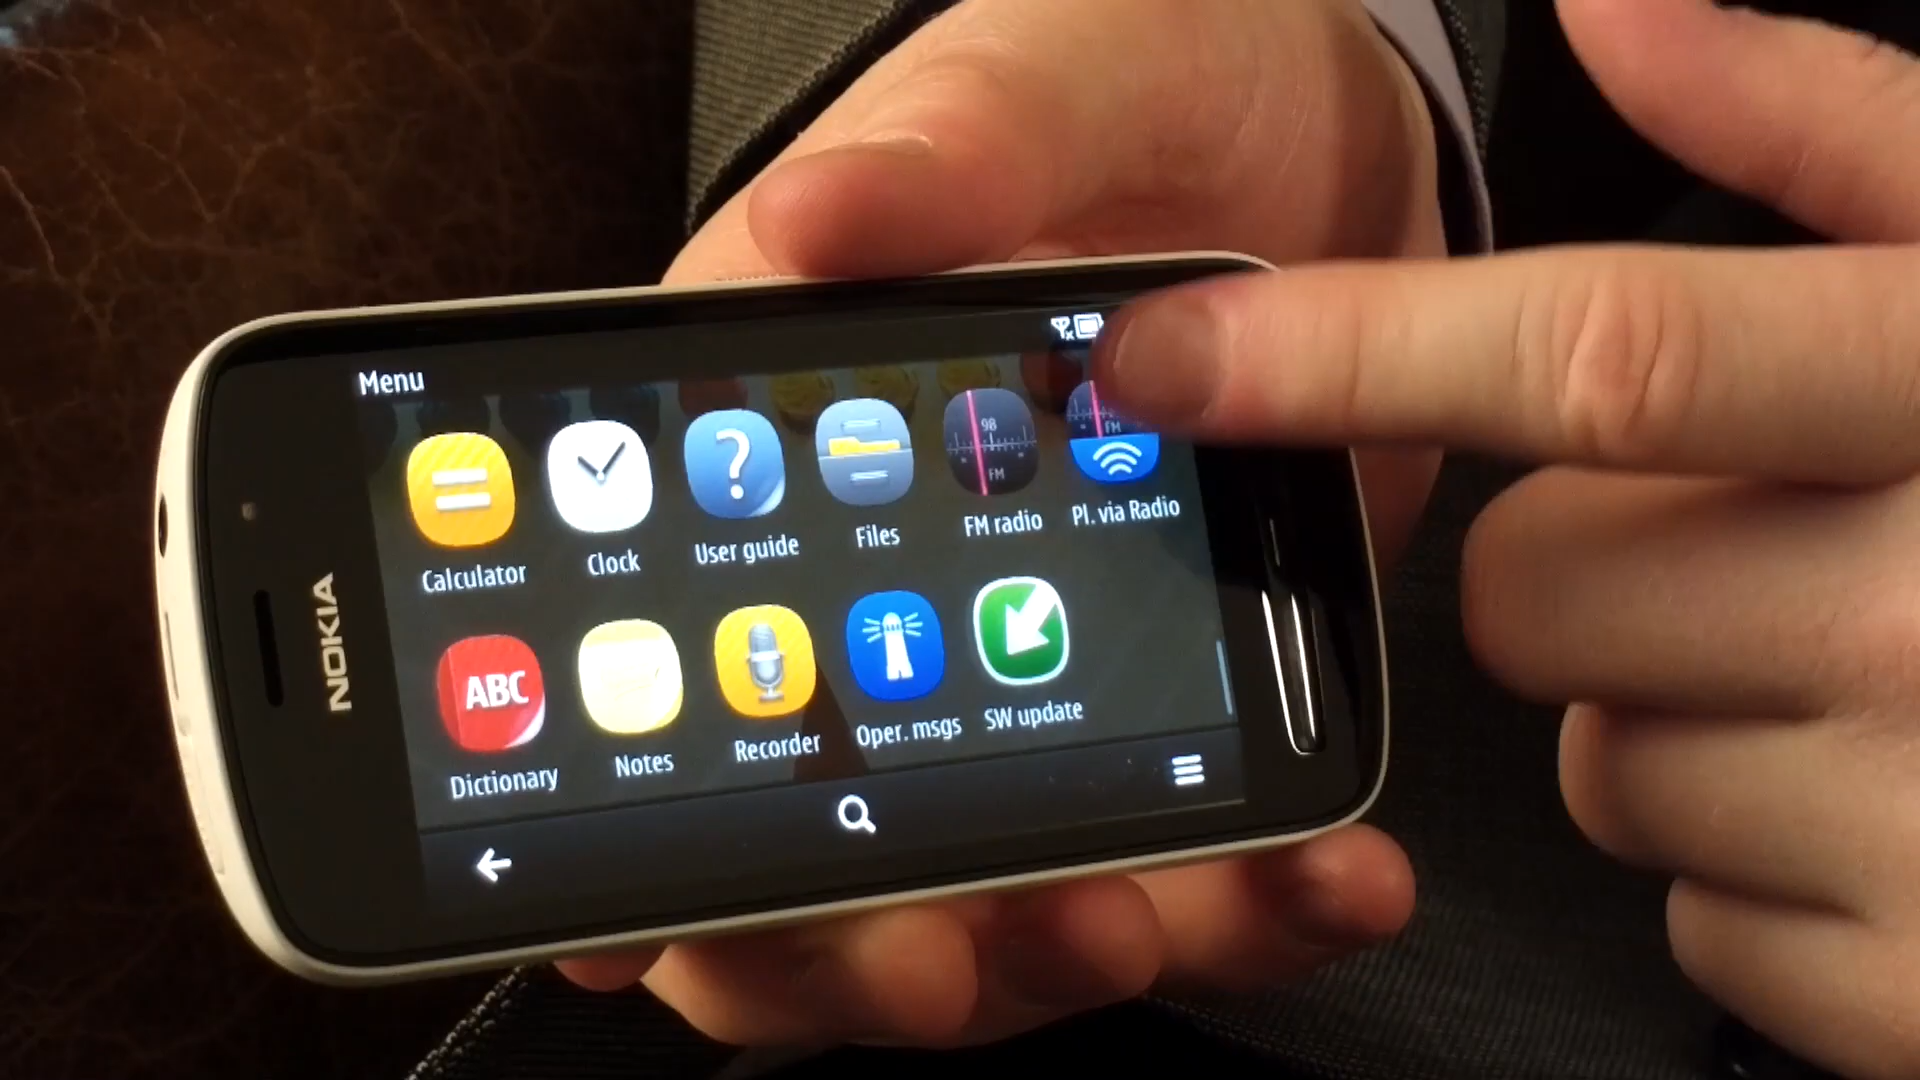 NOKIA
Menu
98
FM
FM
Calculator
Clock
User guide
Files
FM radio
Pl. via Radio
ABC
Dictionary
Notes
Recorder
Oper. msgs
SW update